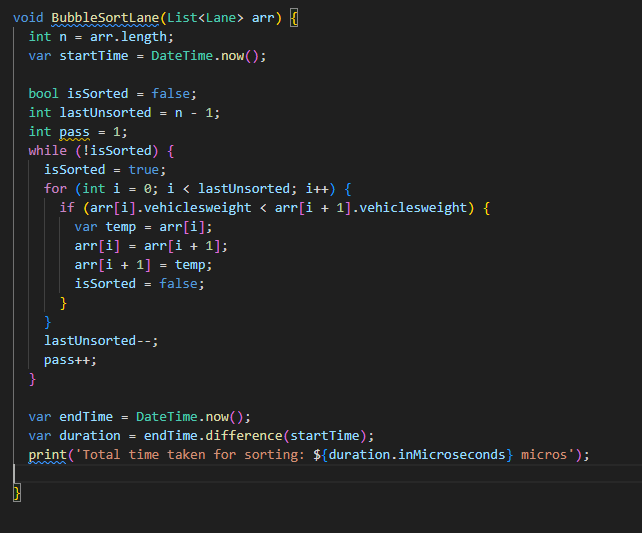 void BubbleSortLane(List<Lane> arr) {
  int n = arr.length;
  var startTime = DateTime.now();

  bool isSorted = false;
  int lastUnsorted = n - 1;
  int pass = 1;
  while (!isSorted) {
    isSorted = true;
    for (int i = 0; i < lastUnsorted; i++) {
      if (arr[i].vehiclesweight < arr[i + 1].vehiclesweight) {
        var temp = arr[i];
        arr[i] = arr[i + 1];
        arr[i + 1] = temp;
        isSorted = false;
      }
    }
    lastUnsorted--;
    pass++;
  }

  var endTime = DateTime.now();
  var duration = endTime.difference(startTime);
  print('Total time taken for sorting: ${duration.inMicroseconds} micros');

}